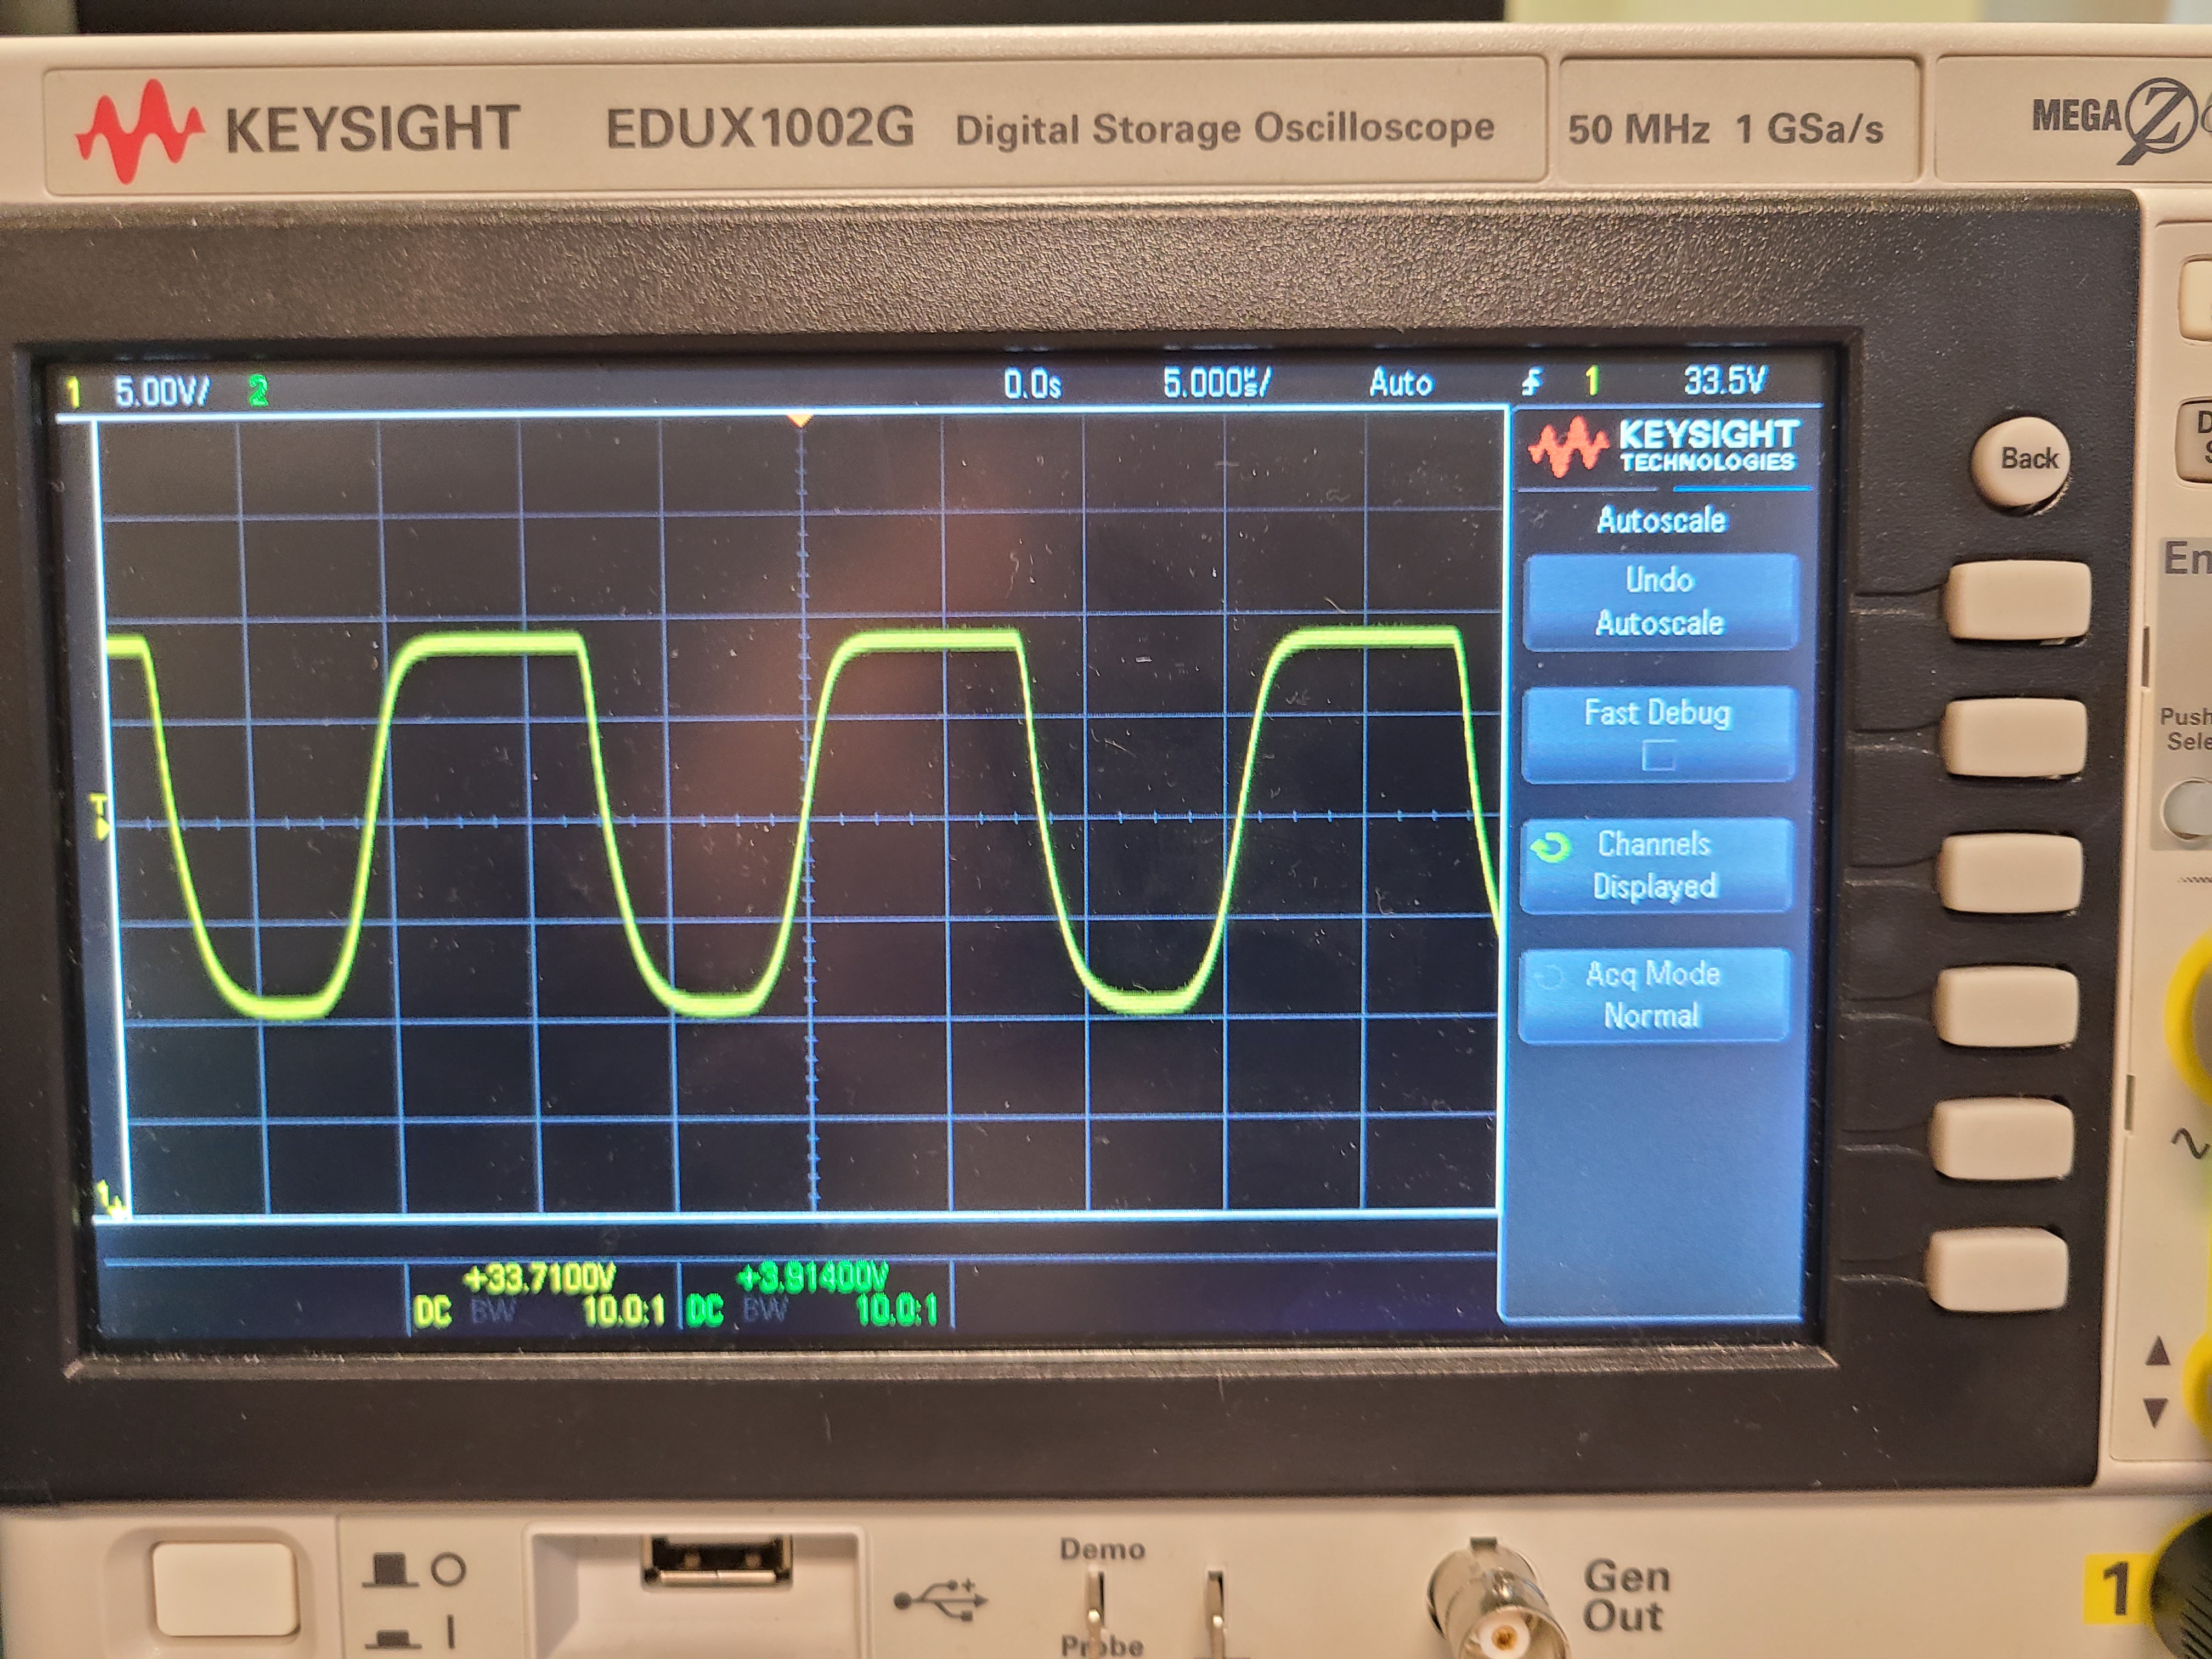 KEYSIGHT EDUX1002G Digital Storage Oscilloscope 50 MHz 1 GSa/s MEGA Z
1 5.00V/ 2 0.0s 5.000µs/ Auto 1 33.5V
KEYSIGHT
TECHNOLOGIES
Back
Autoscale
Undo
Autoscale
Fast Debug
Push
Channels
Displayed
T
Acq Mode
Normal
1
+33.7100V +3.91400V
DC BW 10.0:1 DC BW 10.0:1
Demo
Probe
Gen
Out
1